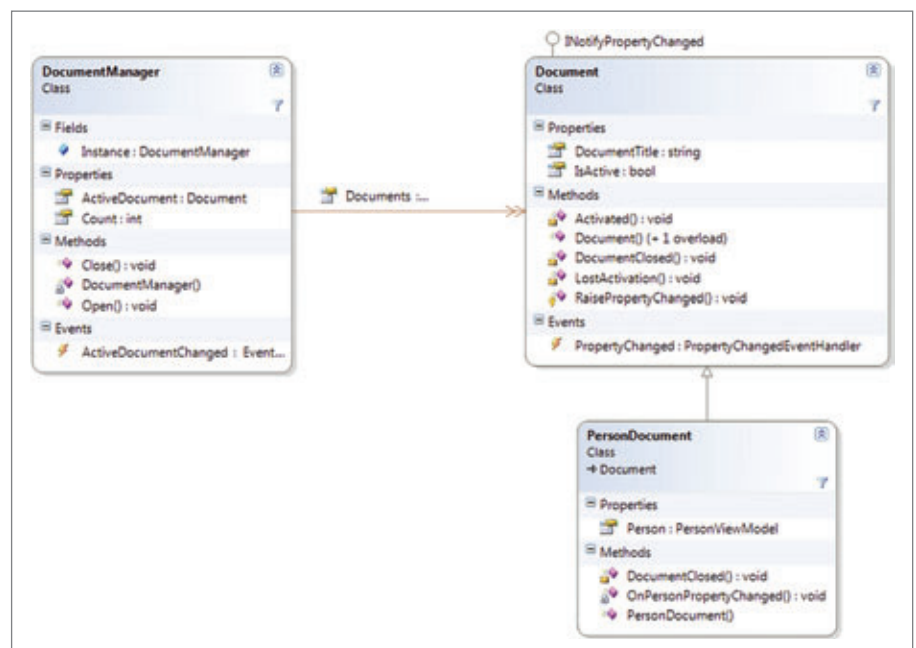 DocumentManager
Class
Fields
Instance : DocumentManager
Properties
ActiveDocument : Document
Count : int
Methods
Close() : void
DocumentManager()
Open() : void
Events
ActiveDocumentChanged : Event...
Documents :...
INotifyPropertyChanged
Document
Class
Properties
DocumentTitle : string
IsActive : bool
Methods
Activated() : void
Document() (+ 1 overload)
DocumentClosed() : void
LostActivation() : void
RaisePropertyChanged() : void
Events
PropertyChanged : PropertyChangedEventHandler
PersonDocument
Class
Document
Properties
Person : PersonViewModel
Methods
DocumentClosed() : void
OnPersonPropertyChanged() : void
PersonDocument()